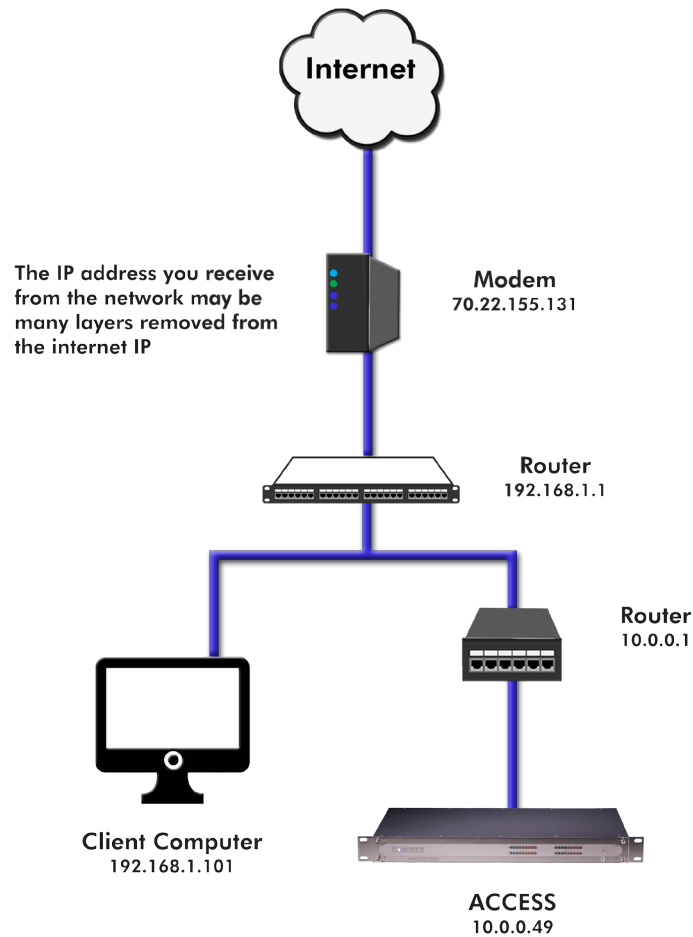 Internet
The IP address you receive
from the network may be
many layers removed from
the internet IP
Modem
70.22.155.131
Router
192.168.1.1
Router
10.0.0.1
Client Computer
192.168.1.101
ACCESS
10.0.0.49